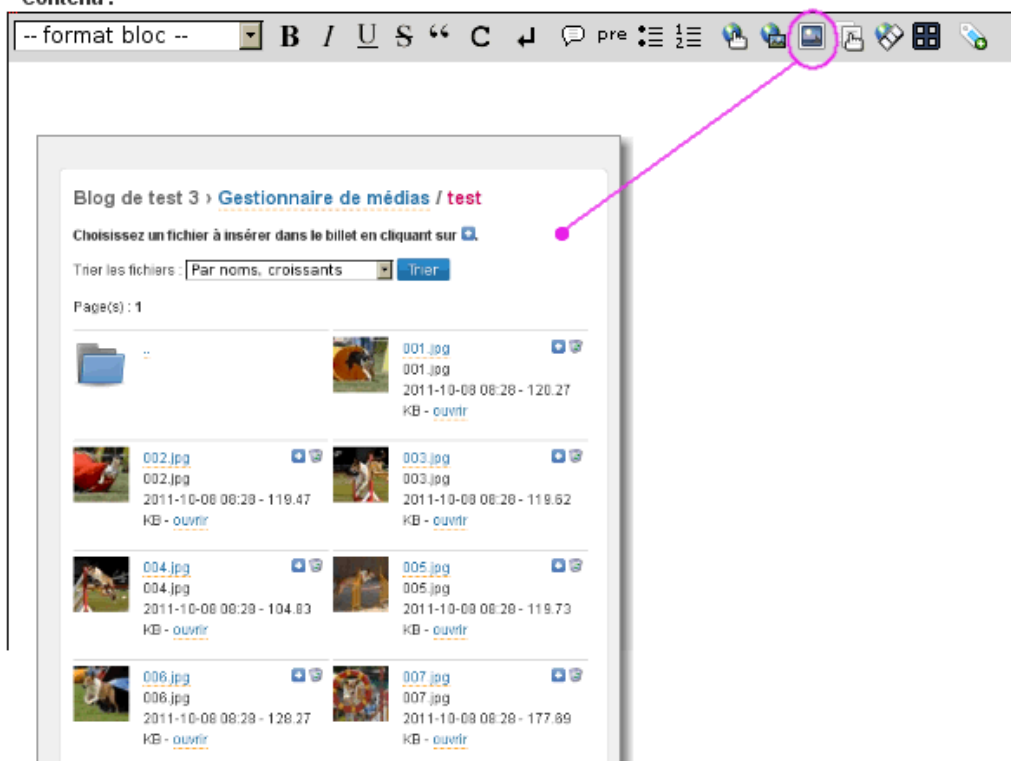 Contenu :
-- format bloc -- B I U S “ C ↵ pre
Blog de test 3 › Gestionnaire de médias / test
Choisissez un fichier à insérer dans le billet en cliquant sur .
Trier les fichiers : Par noms, croissants Trier
Page(s) : 1
..
001.jpg
001.jpg
2011-10-08 08:28 - 120.27
KB - ouvrir
002.jpg
002.jpg
2011-10-08 08:28 - 119.47
KB - ouvrir
003.jpg
003.jpg
2011-10-08 08:28 - 119.62
KB - ouvrir
004.jpg
004.jpg
2011-10-08 08:28 - 104.83
KB - ouvrir
005.jpg
005.jpg
2011-10-08 08:28 - 119.73
KB - ouvrir
006.jpg
006.jpg
2011-10-08 08:28 - 128.27
KB - ouvrir
007.jpg
007.jpg
2011-10-08 08:28 - 177.69
KB - ouvrir